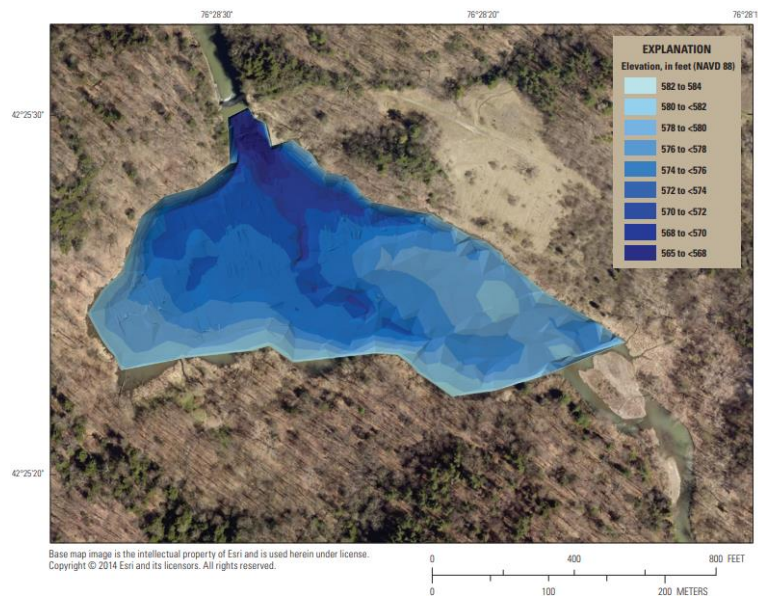 76°28'30"
76°28'20"
76°28'1
42°25'30"
42°25'20"
EXPLANATION
Elevation, in feet (NAVD 88)
582 to 584
580 to <582
578 to <580
576 to <578
574 to <576
572 to <574
570 to <572
568 to <570
565 to <568
Base map image is the intellectual property of Esri and is used herein under license.
Copyright © 2014 Esri and its licensors. All rights reserved.
0 400 800 FEET
0 100 200 METERS